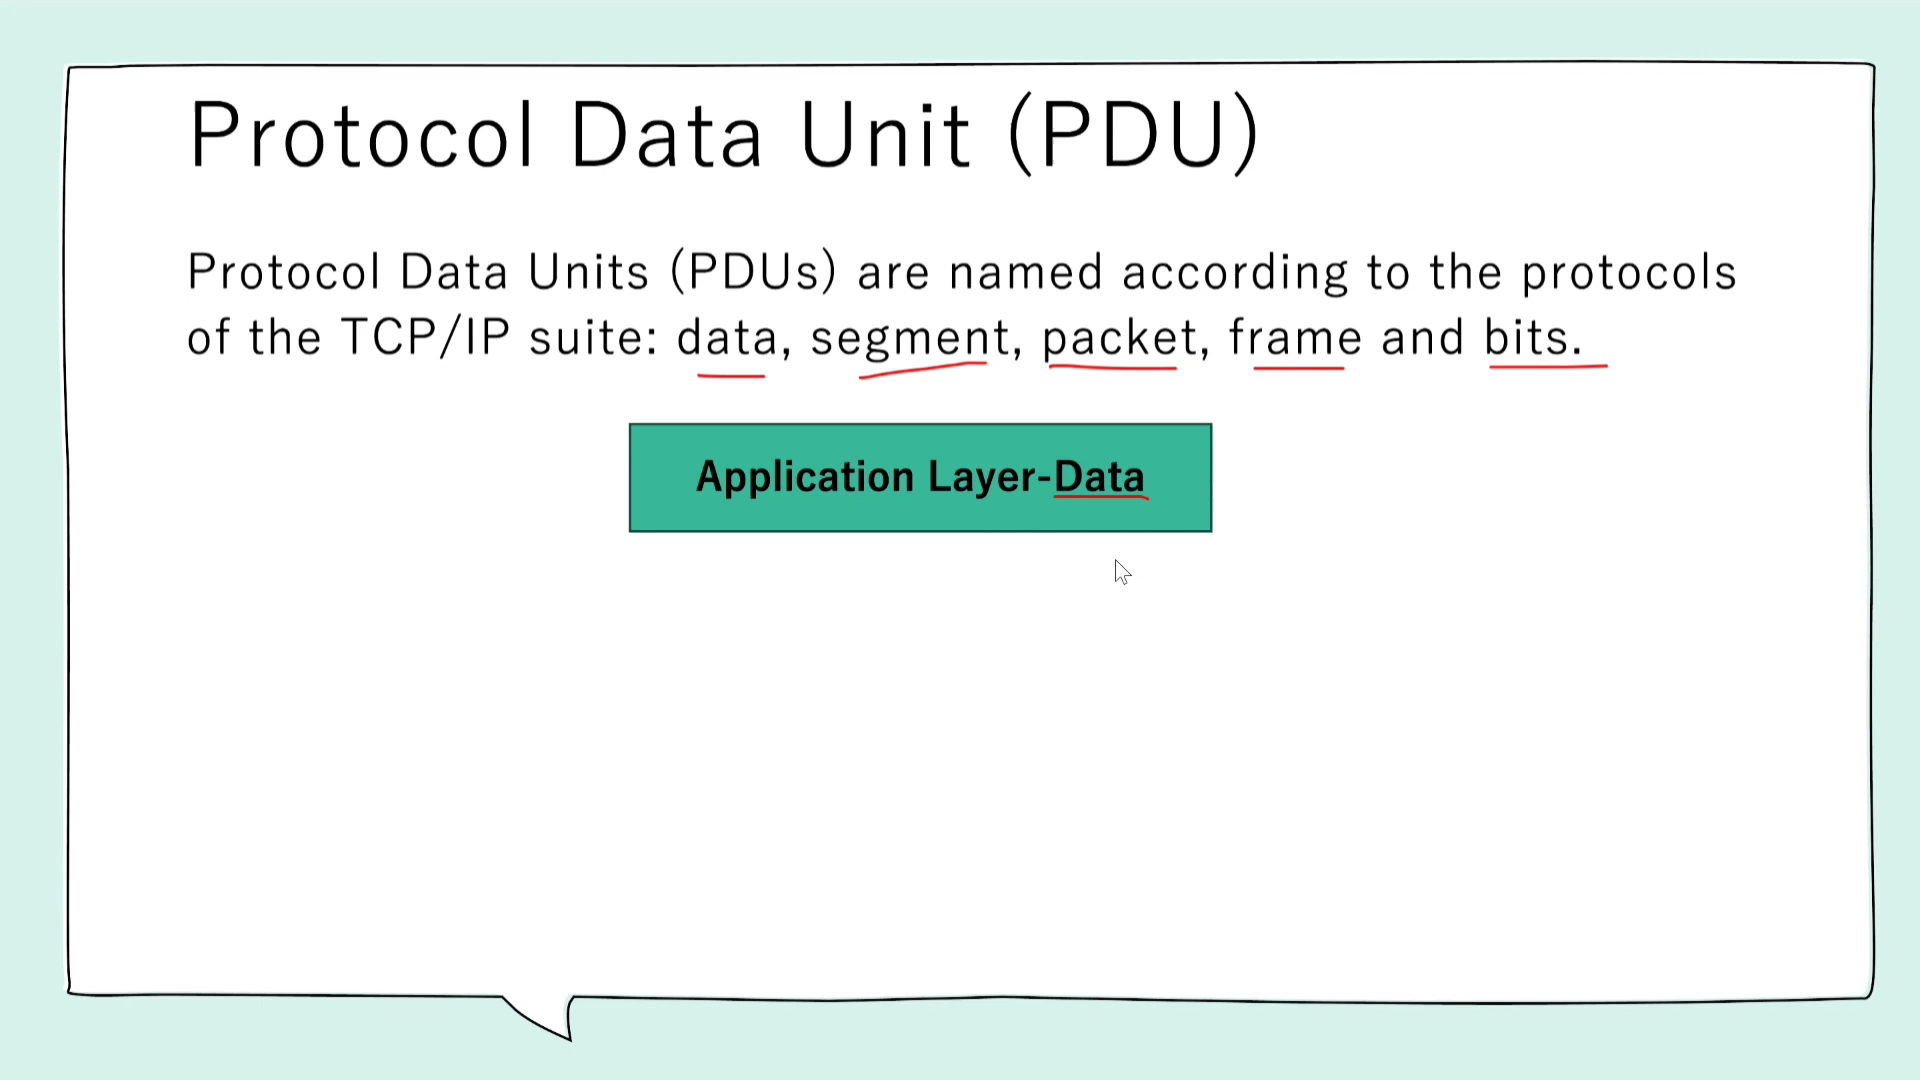 Protocol Data Unit (PDU)
Protocol Data Units (PDUs) are named according to the protocols
of the TCP/IP suite: data, segment, packet, frame and bits.
Application Layer-Data